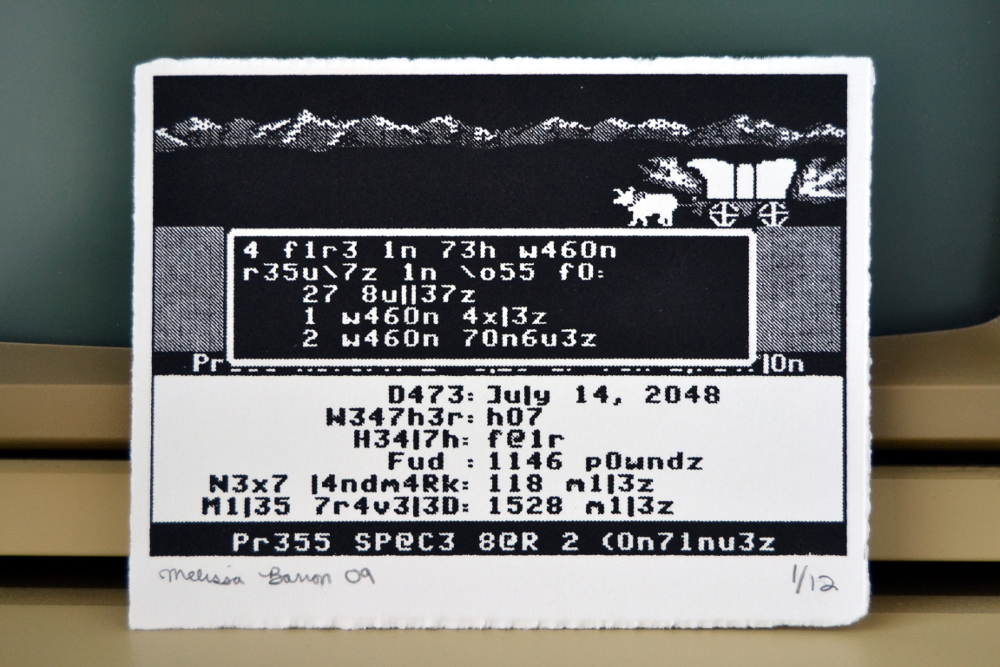 4 f1r3 1n 73h w460n
r35u\7z 1n \o55 f0:
27 8u||37z
1 w460n 4x|3z
2 w460n 70n6u3z
Pr
|0n
D473: July 14, 2048
W347h3r: h07
H34|7h: f@1r
Fud : 1146 p0wndz
N3x7 |4ndm4Rk: 118 m1|3z
M1|35 7r4v3|3D: 1528 m1|3z
Pr355 SP@C3 8@R 2 (0n71nu3z
Melissa Barron 09
1/12